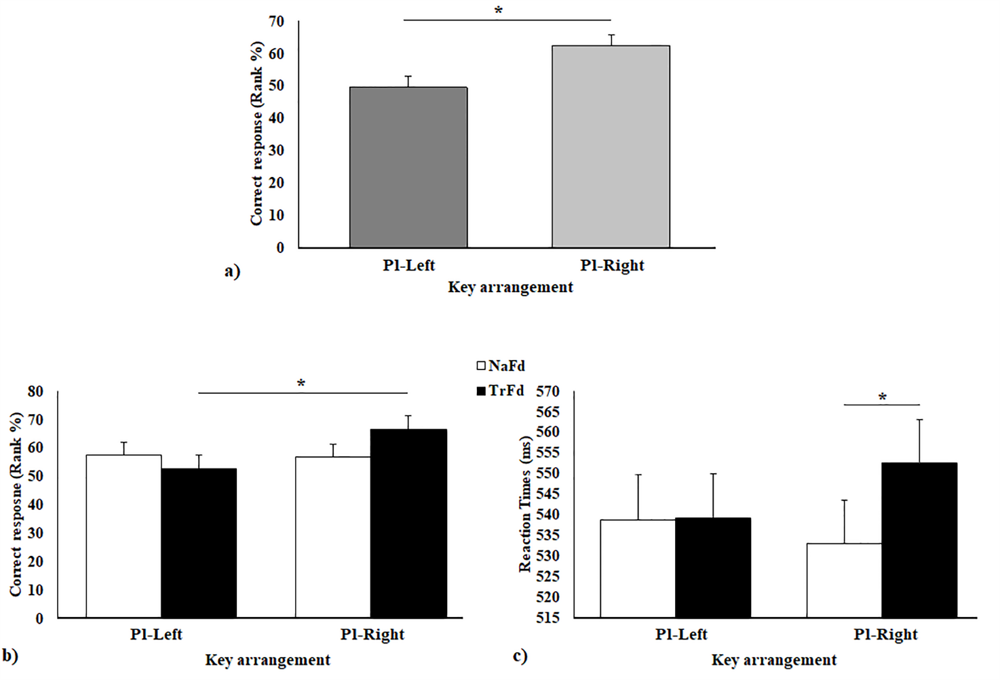 *
70
60
50
40
30
20
10
0
Correct response (Rank %)
Pl-Left Pl-Right
Key arrangement
a)
NaFd
TrFd
*
80
70
60
50
40
30
20
10
0
Correct resposne (Rank %)
Pl-Left Pl-Right
Key arrangement
b)
*
570
565
560
555
550
545
540
535
530
525
520
515
Reaction Times (ms)
Pl-Left Pl-Right
Key arrangement
c)